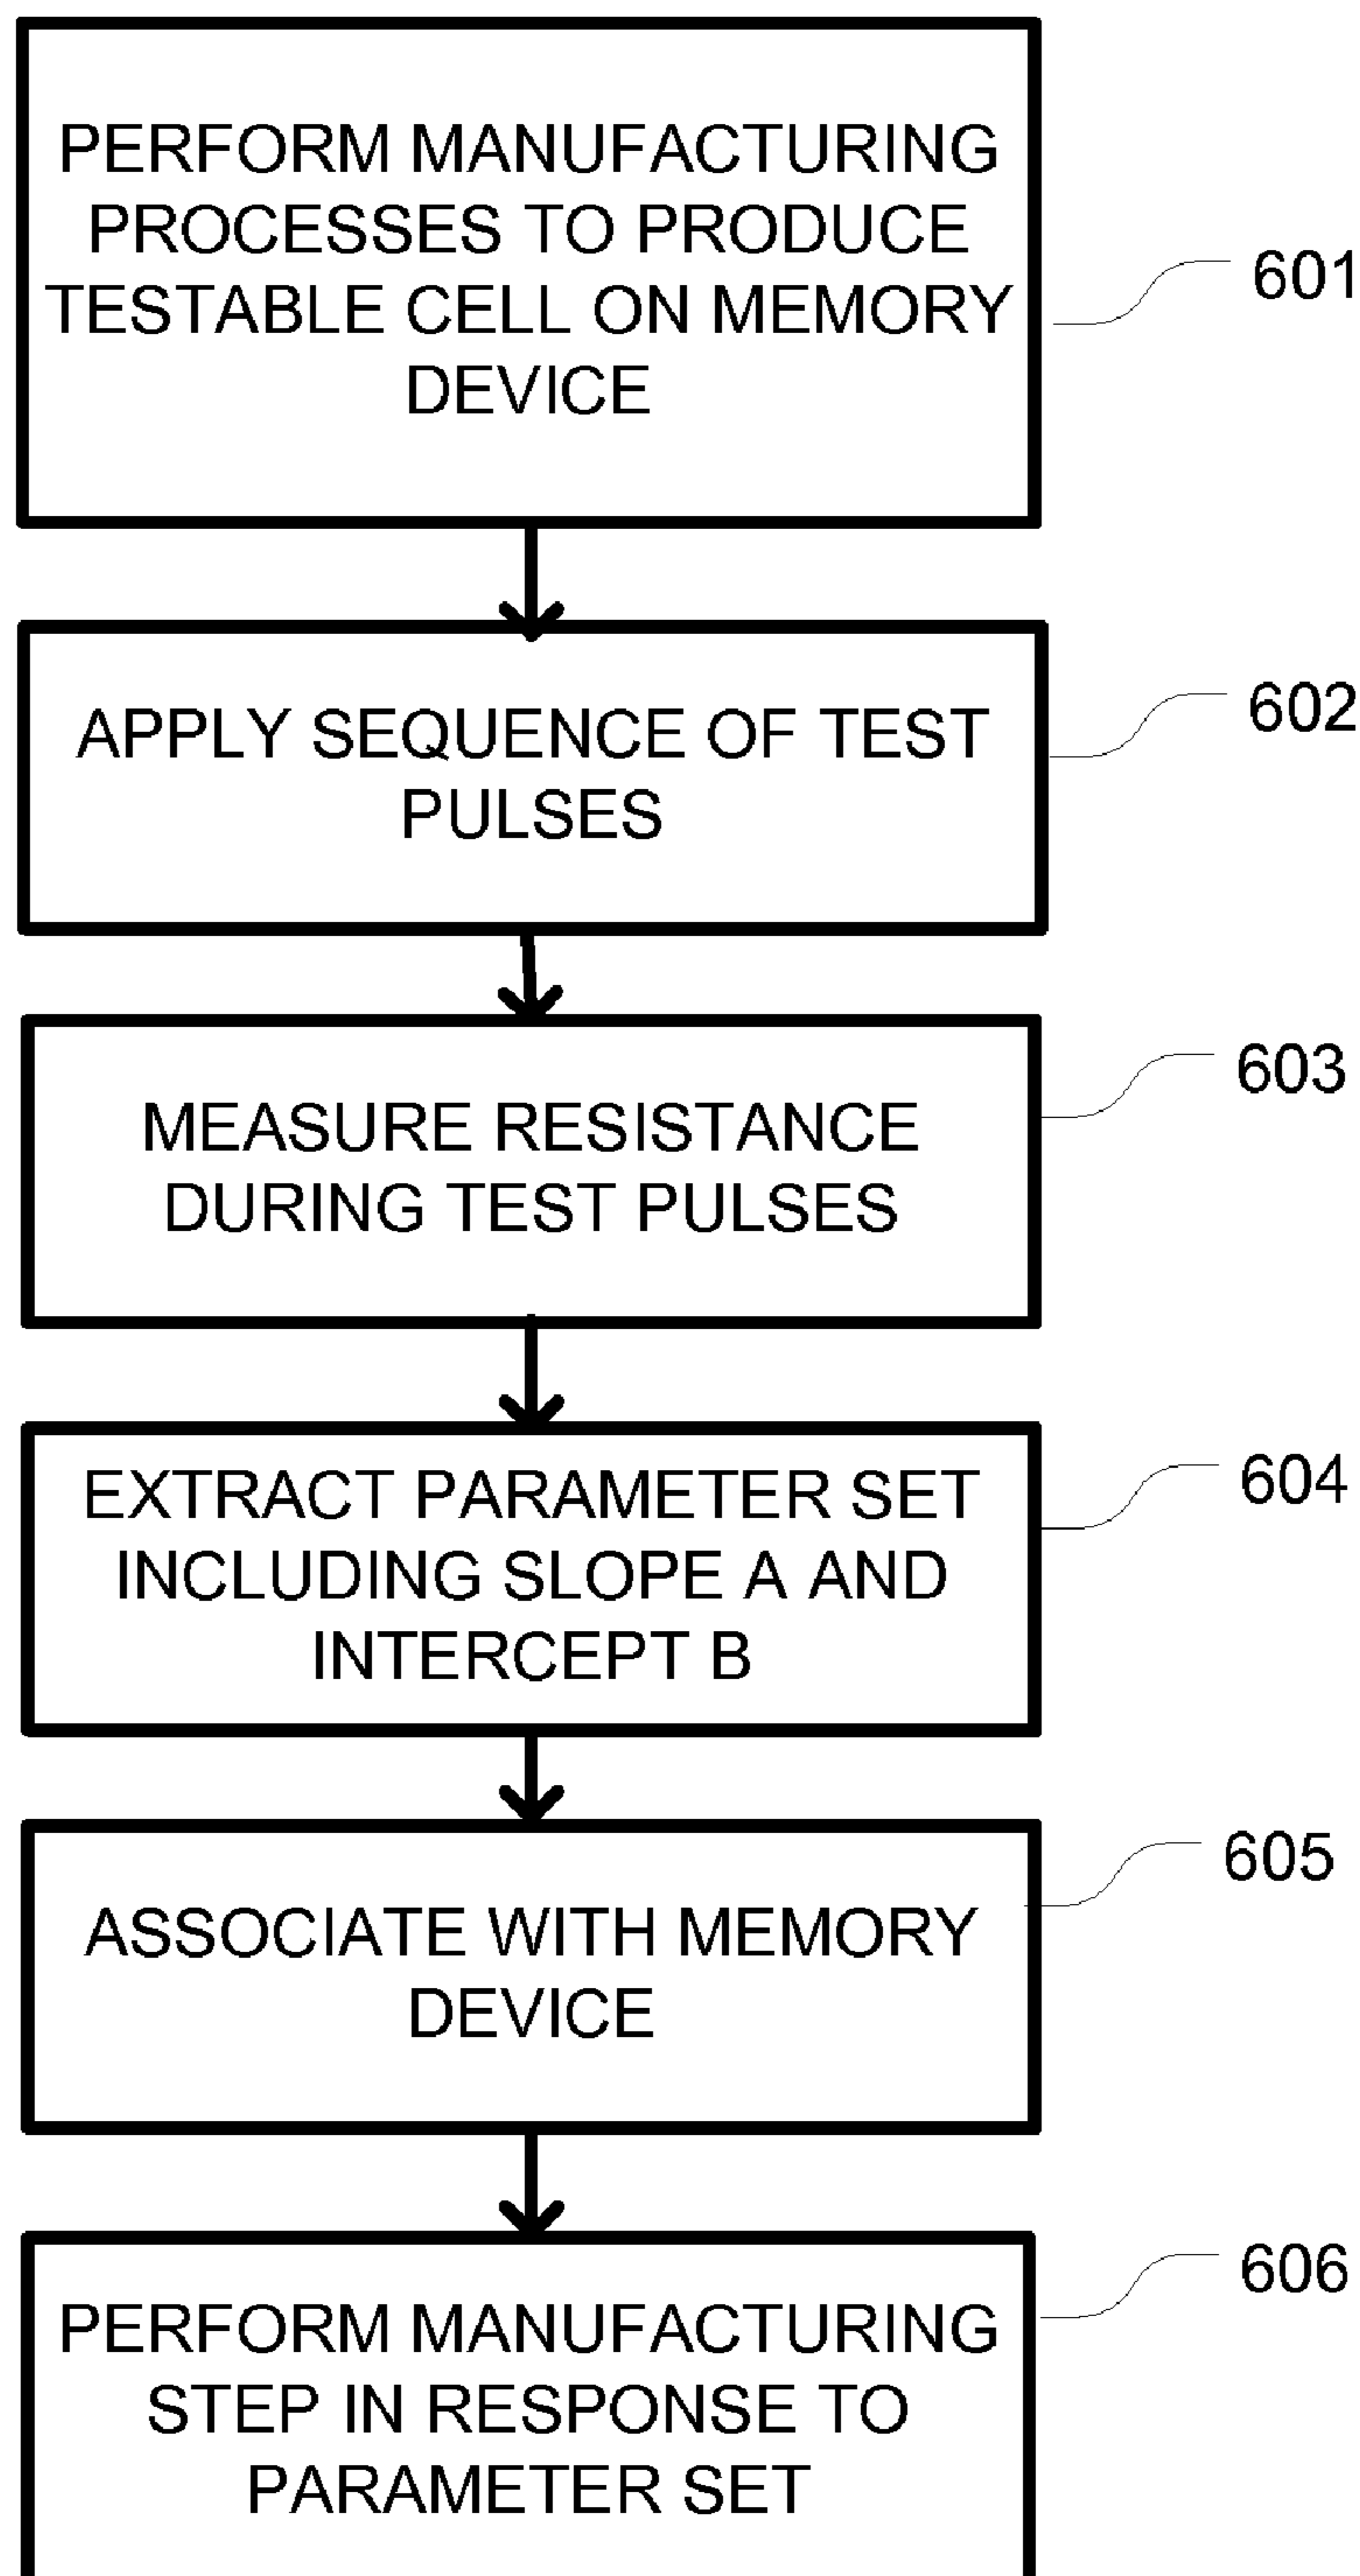 PERFORM MANUFACTURING
PROCESSES TO PRODUCE
TESTABLE CELL ON MEMORY
DEVICE
601
APPLY SEQUENCE OF TEST
PULSES
602
MEASURE RESISTANCE
DURING TEST PULSES
603
EXTRACT PARAMETER SET
INCLUDING SLOPE A AND
INTERCEPT B
604
ASSOCIATE WITH MEMORY
DEVICE
605
PERFORM MANUFACTURING
STEP IN RESPONSE TO
PARAMETER SET
606